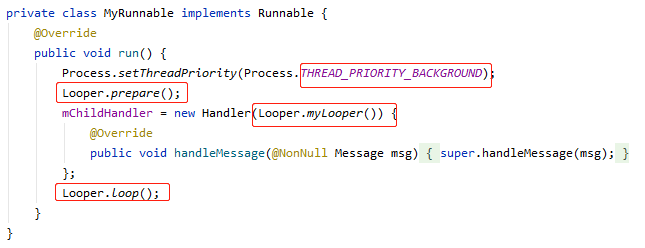 private class MyRunnable implements Runnable {
@Override
public void run() {
Process.setThreadPriority(Process.THREAD_PRIORITY_BACKGROUND);
Looper.prepare();
mChildHandler = new Handler(Looper.myLooper()) {
@Override
public void handleMessage(@NonNull Message msg) { super.handleMessage(msg); }
};
Looper.loop();
}
}